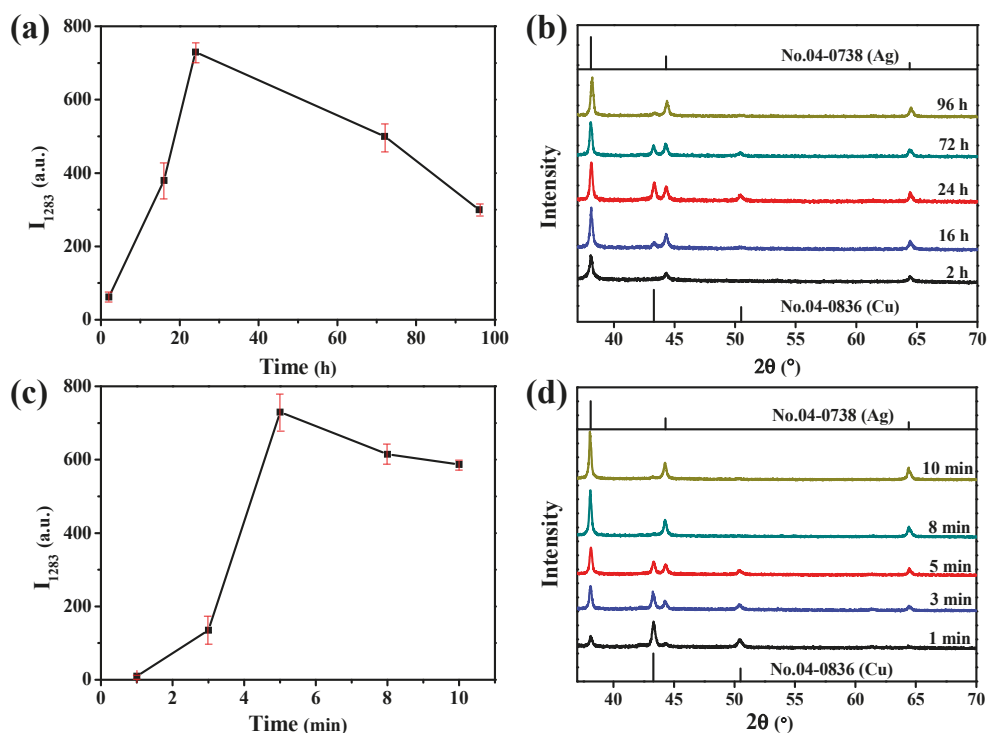 (a)
800
600
400
200
0
I1283 (a.u.)
0 20 40 60 80 100
Time (h)
(b)
No.04-0738 (Ag)
96 h
72 h
24 h
16 h
2 h
No.04-0836 (Cu)
Intensity
40 45 50 55 60 65 70
2θ (°)
(c)
800
600
400
200
0
I1283 (a.u.)
0 2 4 6 8 10
Time (min)
(d)
No.04-0738 (Ag)
10 min
8 min
5 min
3 min
1 min
No.04-0836 (Cu)
Intensity
40 45 50 55 60 65 70
2θ (°)